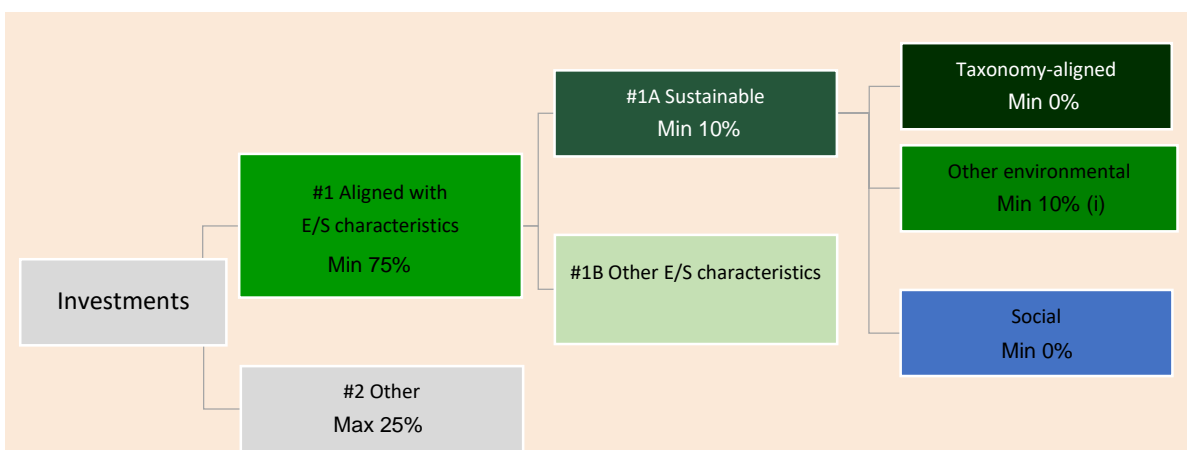 Investments
#1 Aligned with
E/S characteristics
Min 75%
#2 Other
Max 25%
#1A Sustainable
Min 10%
#1B Other E/S characteristics
Taxonomy-aligned
Min 0%
Other environmental
Min 10% (i)
Social
Min 0%